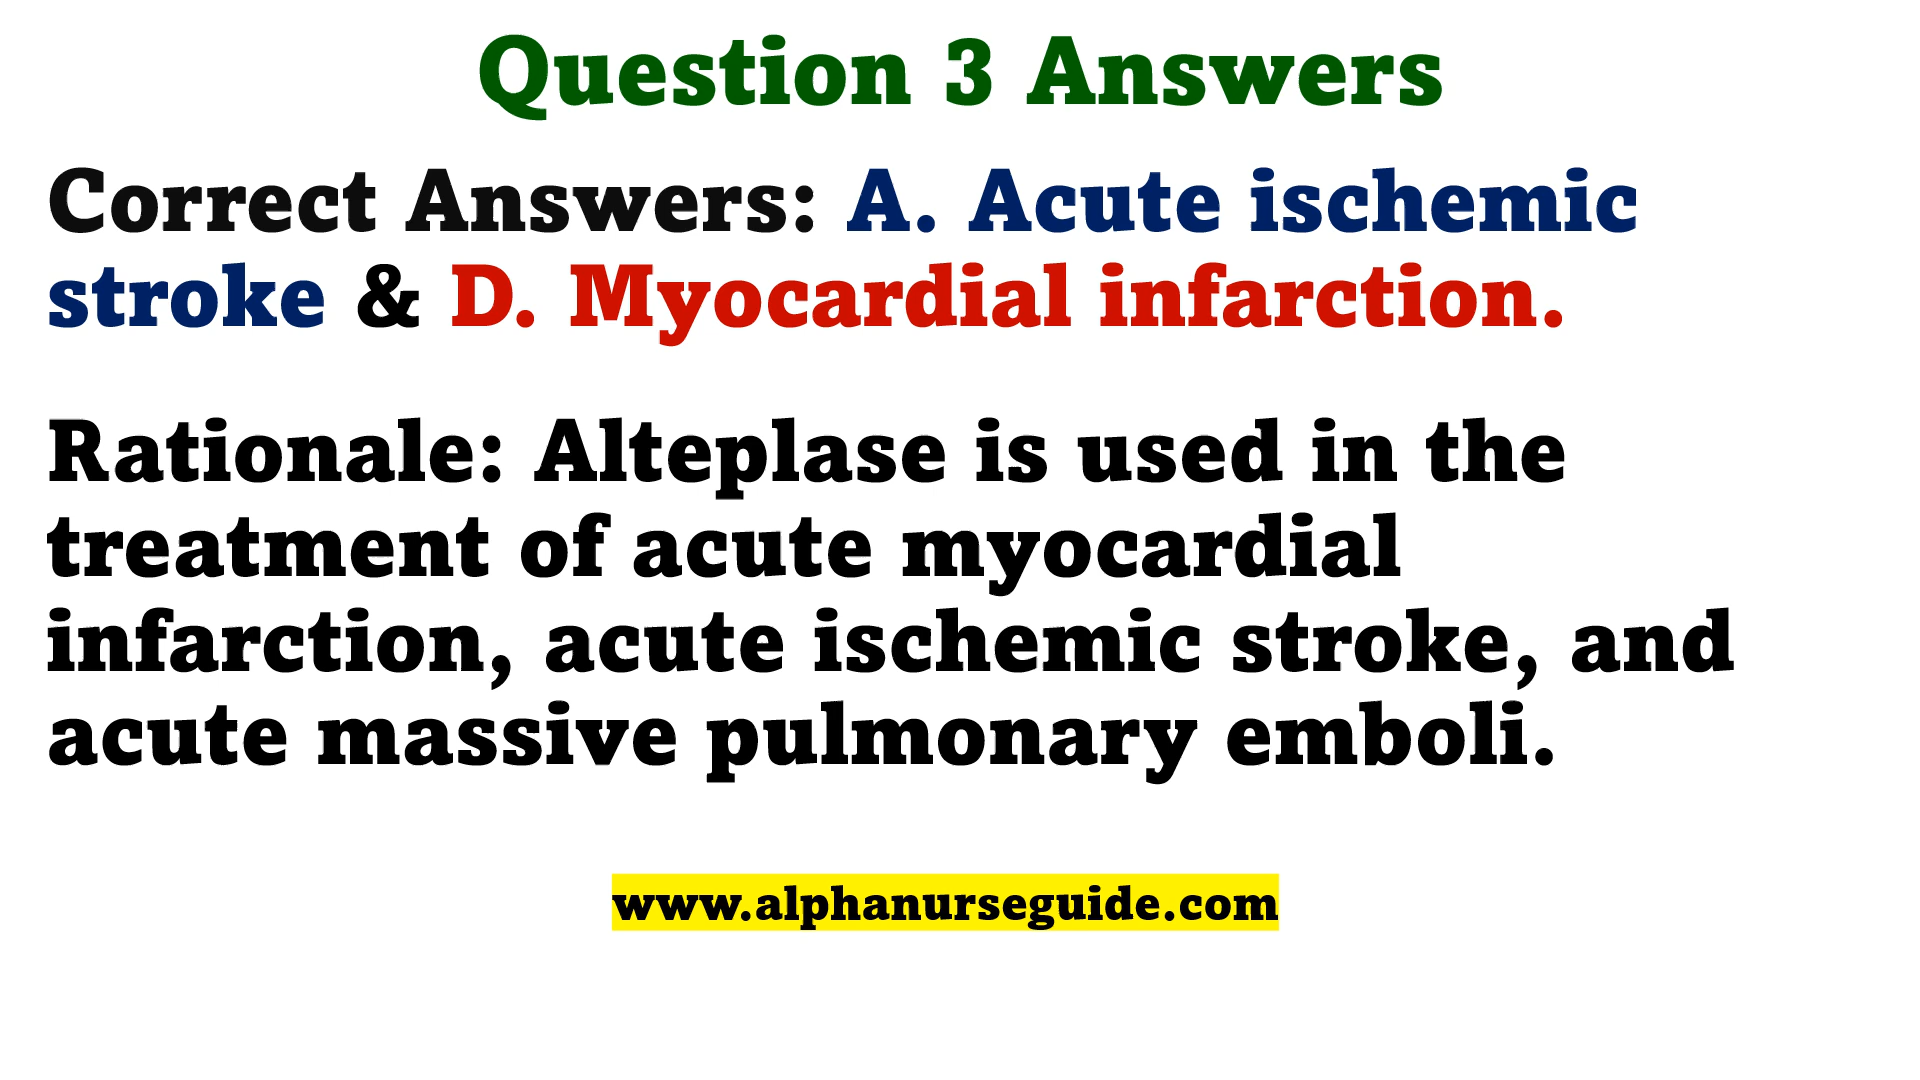 Question 3 Answers
Correct Answers: A. Acute ischemic
stroke & D. Myocardial infarction.
Rationale: Alteplase is used in the
treatment of acute myocardial
infarction, acute ischemic stroke, and
acute massive pulmonary emboli.
www.alphanurseguide.com